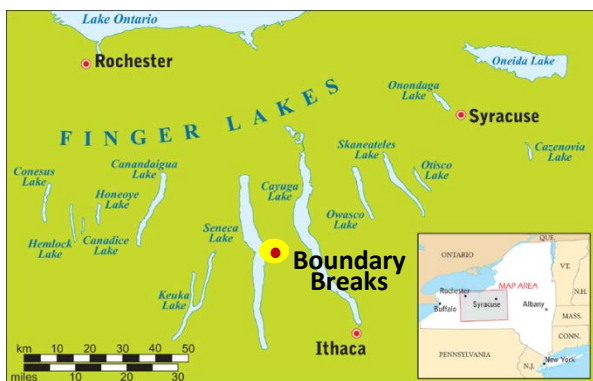 Lake Ontario
Rochester
Oneida Lake
Onondaga
Lake
Syracuse
FINGER LAKES
Skaneateles
Lake
Cazenovia
Lake
Otisco
Lake
Conesus
Lake
Canandaigua
Lake
Honeoye
Lake
Cayuga
Lake
Owasco
Lake
Hemlock
Lake
Canadice
Lake
Seneca
Lake
Boundary
Breaks
Keuka
Lake
Ithaca
km 10 20 30 40 50
miles 10 20 30
ONTARIO
QUE.
VT.
MAP AREA
N.H.
Rochester
Syracuse
Buffalo
Albany
MASS.
CONN.
PENNSYLVANIA
New York
N.J.